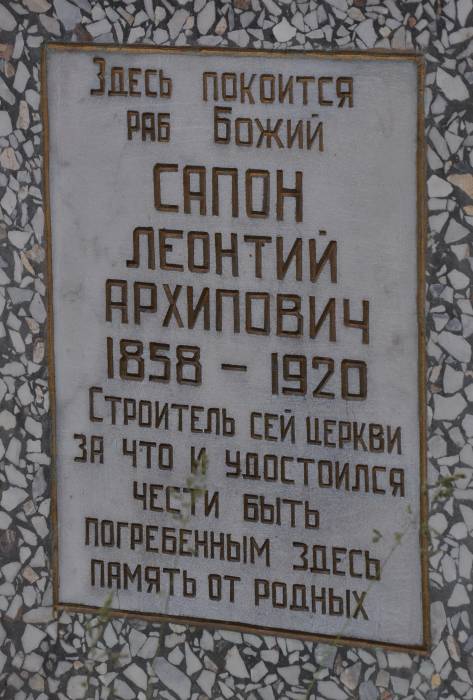 Здесь покоится
раб Божий
САПОН
ЛЕОНТИЙ
АРХИПОВИЧ
1858 – 1920
Строитель сей церкви
за что и удостоился
чести быть
погребенным здесь
память от родных